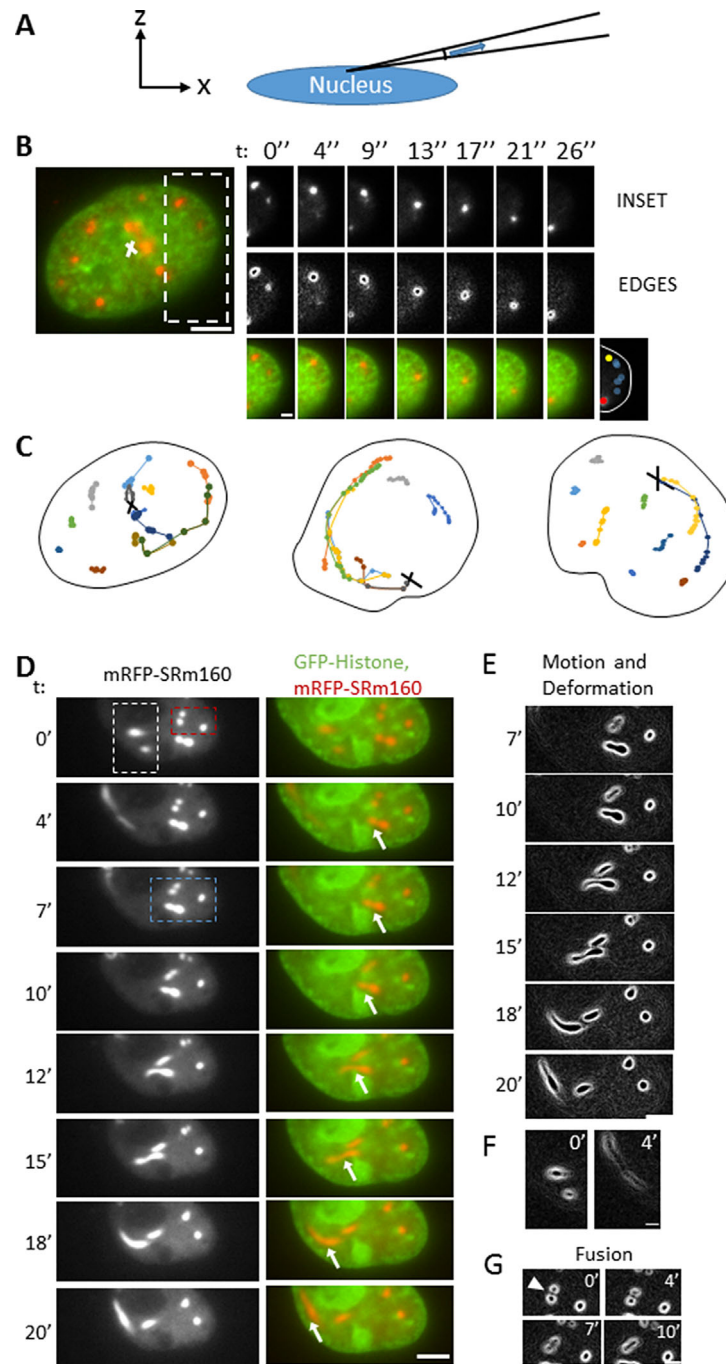 A
Z
X
Nucleus
B
t: 0’’ 4’’ 9’’ 13’’ 17’’ 21’’ 26’’
INSET
EDGES
C
D
t:
mRFP-SRm160
GFP-Histone,
mRFP-SRm160
0’
4’
7’
10’
12’
15’
18’
20’
E Motion and
Deformation
7’
10’
12’
15’
18’
20’
F
0’ 4’
G Fusion
0’ 4’
7’ 10’